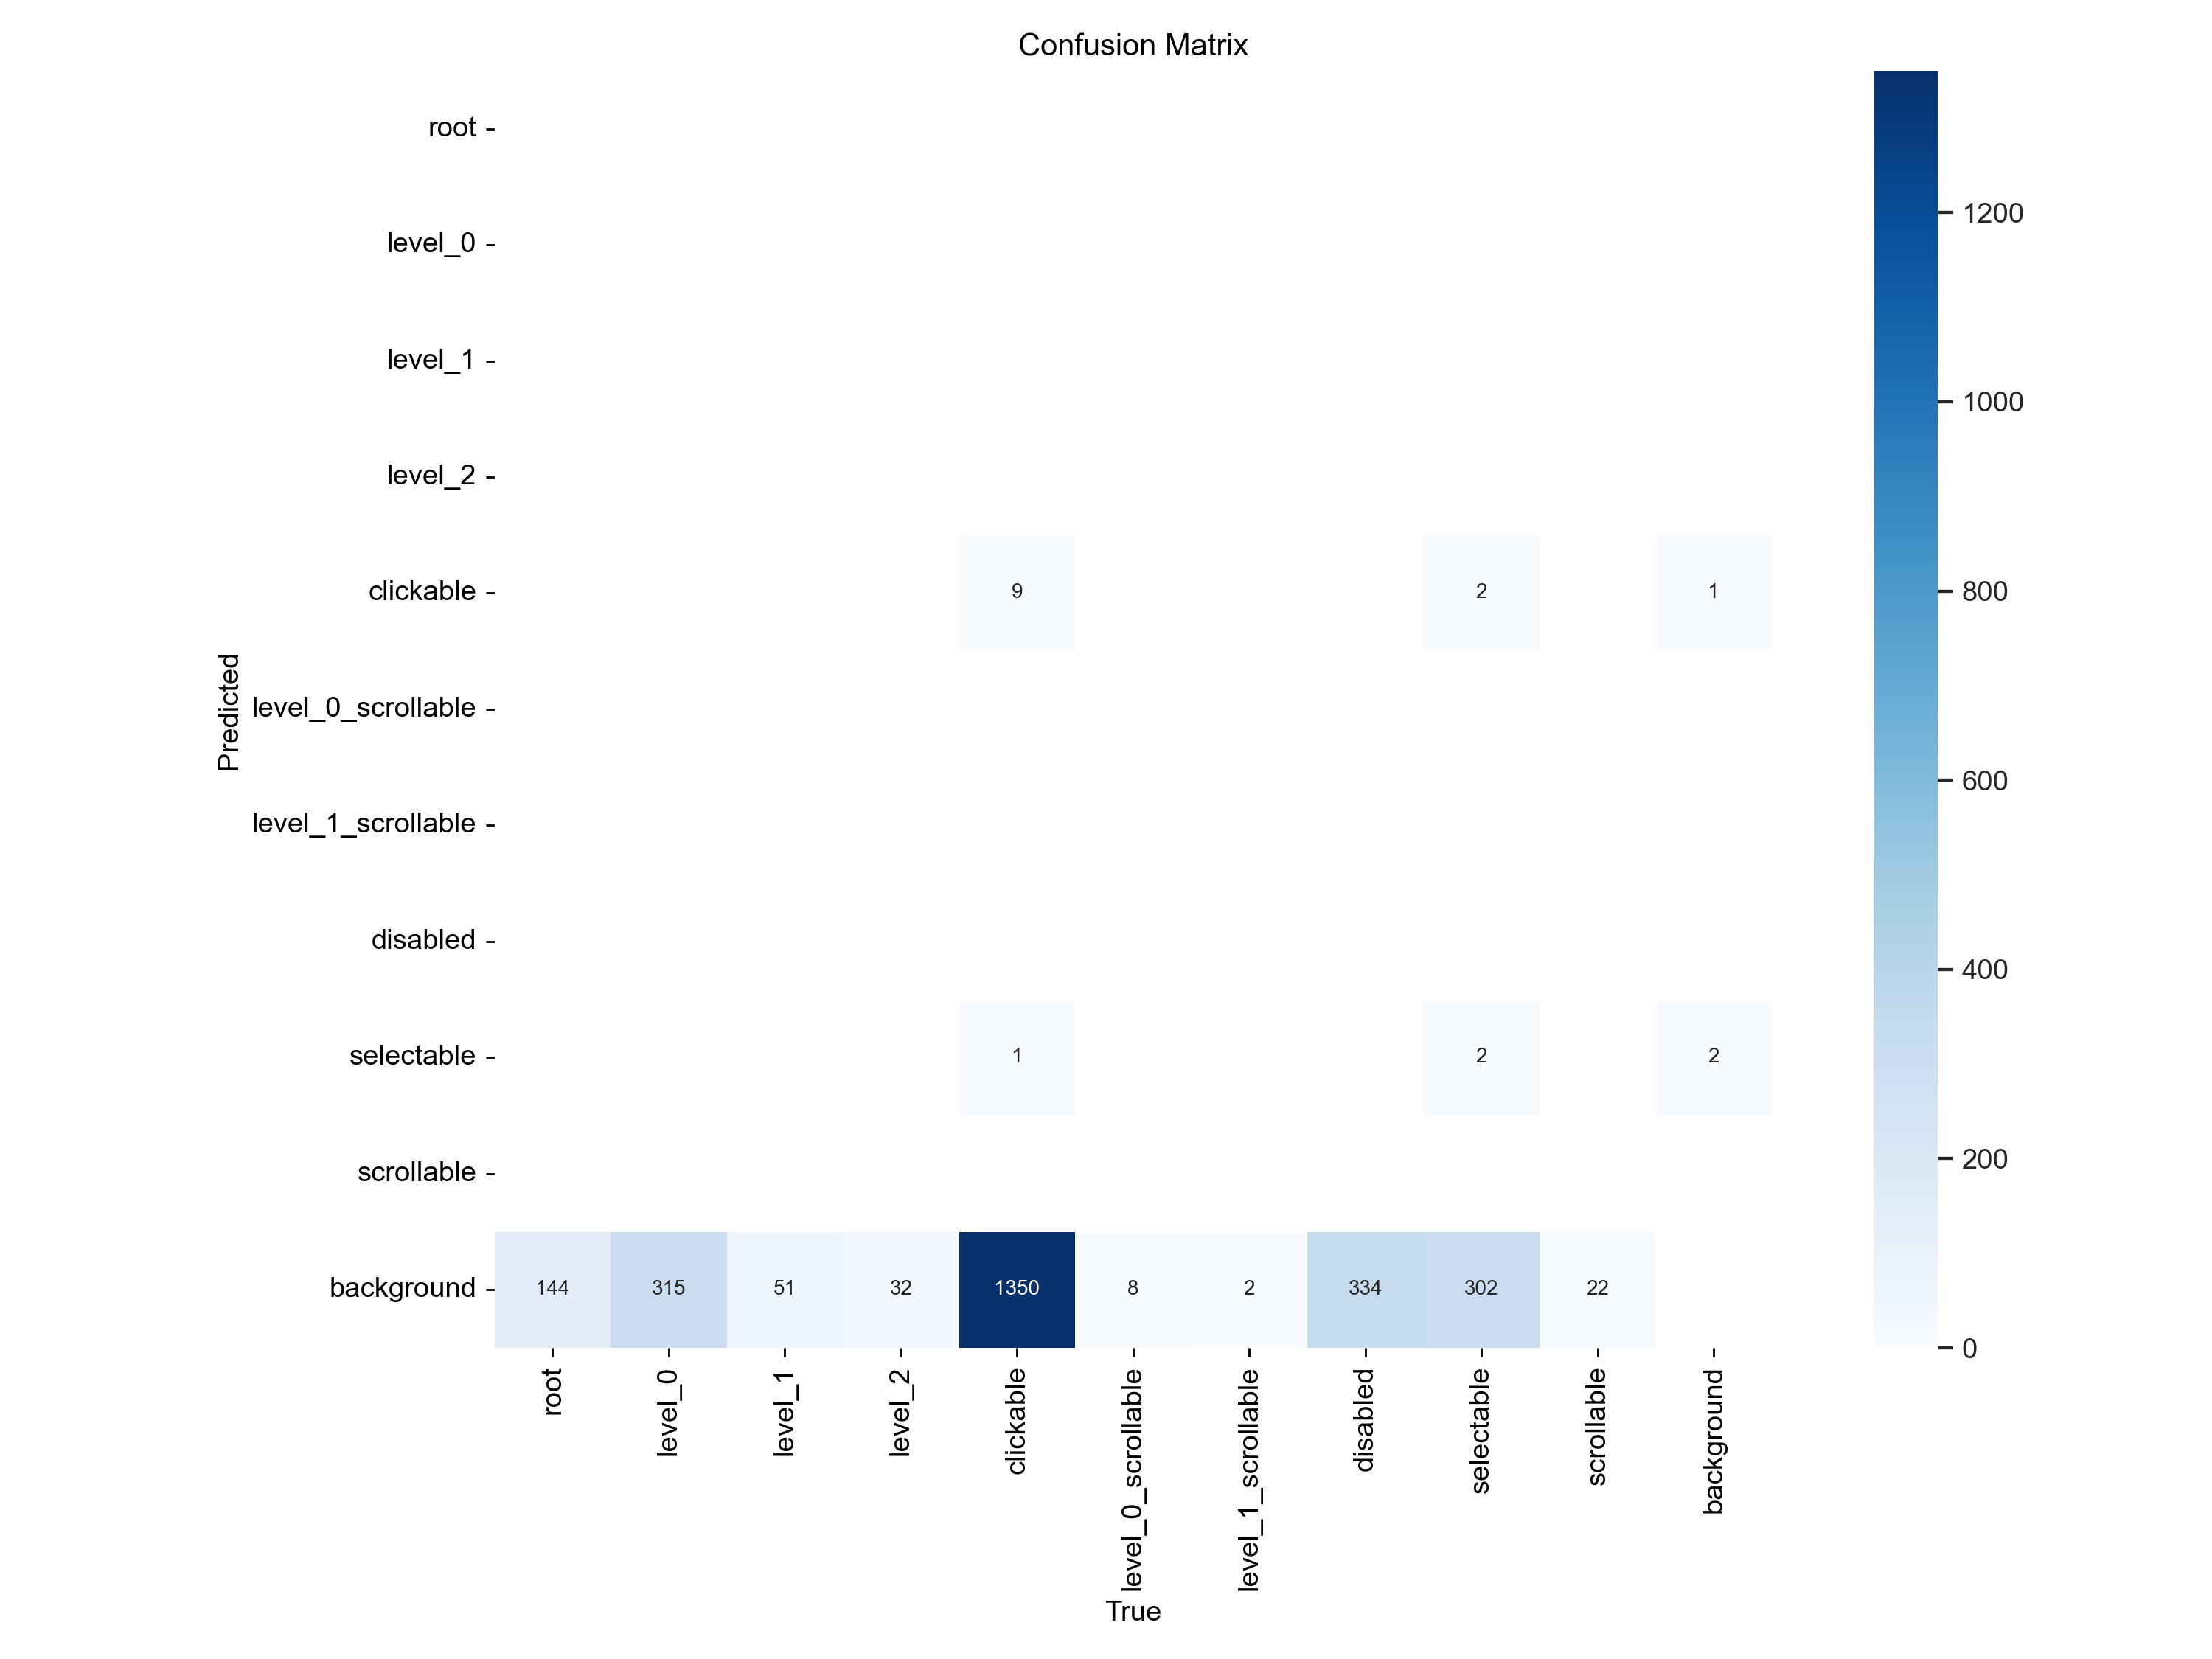 Confusion Matrix
root
level_0
level_1
level_2
clickable 9 2 1
level_0_scrollable
level_1_scrollable
disabled
selectable 1 2 2
scrollable
background 144 315 51 32 1350 8 2 334 302 22
Predicted
root level_0 level_1 level_2 clickable level_0_scrollable level_1_scrollable disabled selectable scrollable background
True
1200
1000
800
600
400
200
0